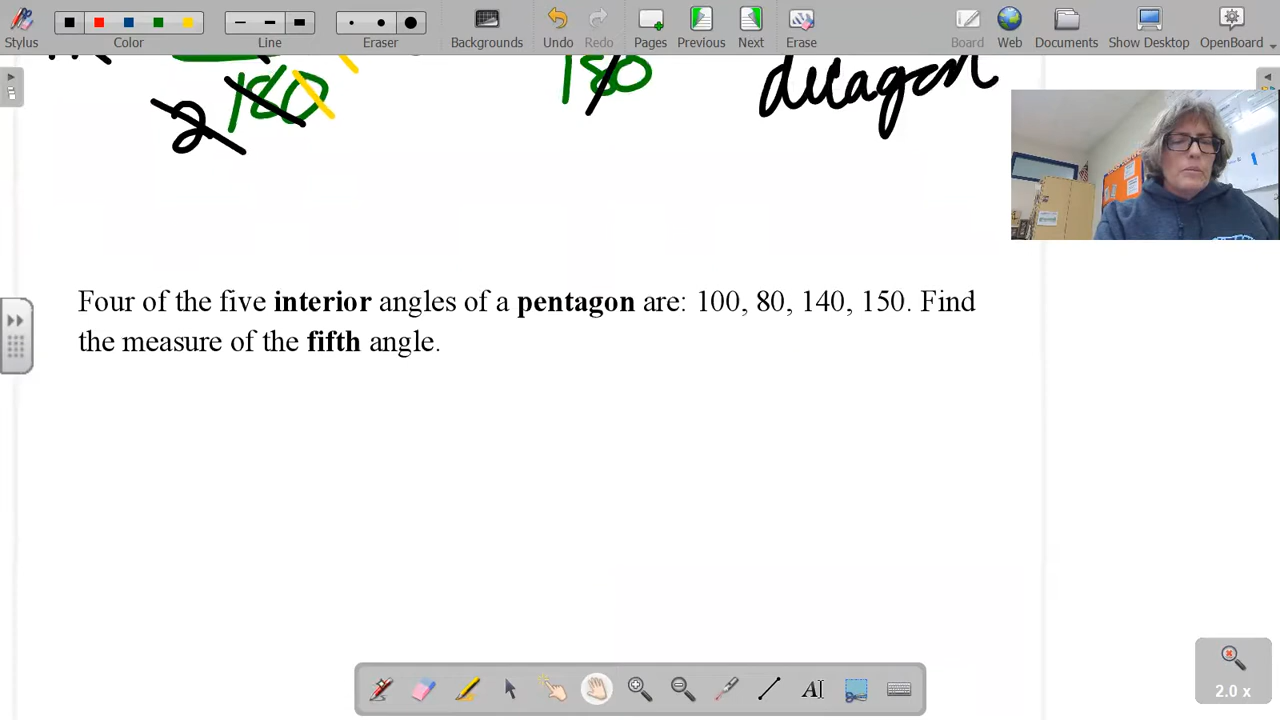 Stylus Color Line Eraser Backgrounds Undo Redo Pages Previous Next Erase Board Web Documents Show Desktop OpenBoard
180
2
180
decagon
Four of the five interior angles of a pentagon are: 100, 80, 140, 150. Find
the measure of the fifth angle.
2.0 x